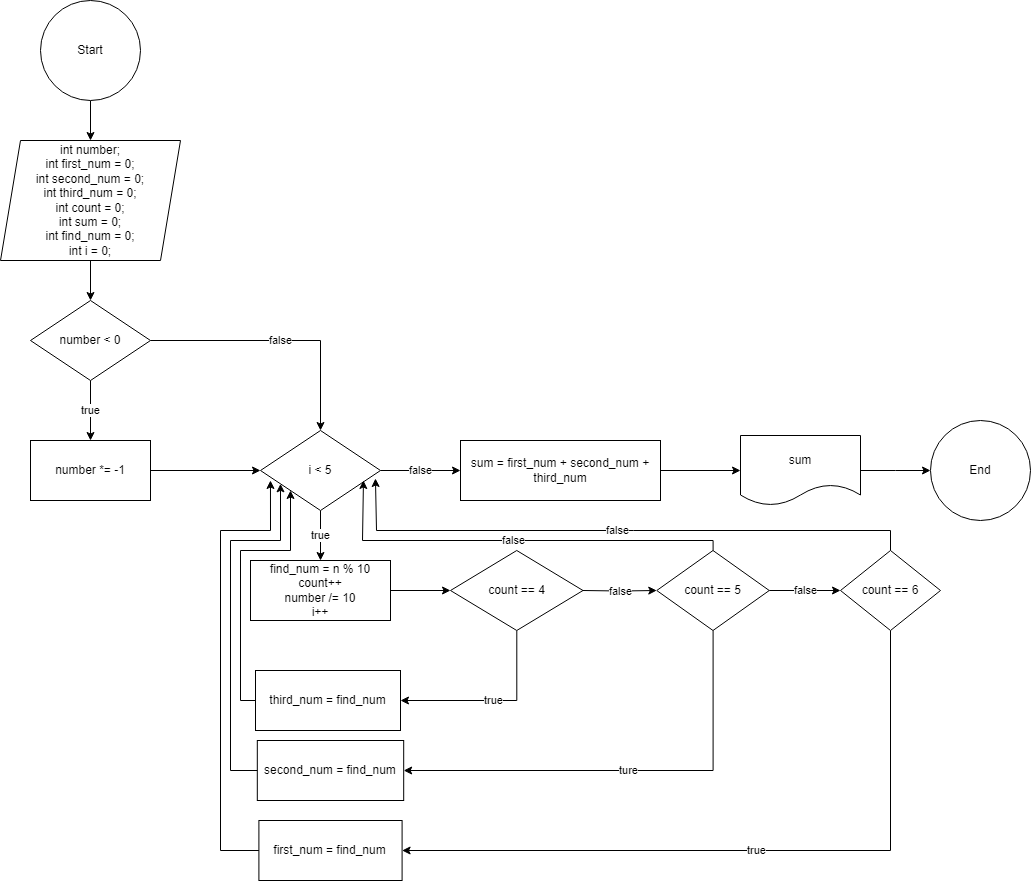 Start
int number;
int first_num = 0;
int second_num = 0;
int third_num = 0;
int count = 0;
int sum = 0;
int find_num = 0;
int i = 0;
number < 0
false
true
number *= -1
i < 5
false
sum = first_num + second_num +
third_num
sum
End
true
false
false
find_num = n % 10
count++
number /= 10
i++
count == 4
false
count == 5
false
count == 6
third_num = find_num
true
second_num = find_num
ture
first_num = find_num
true